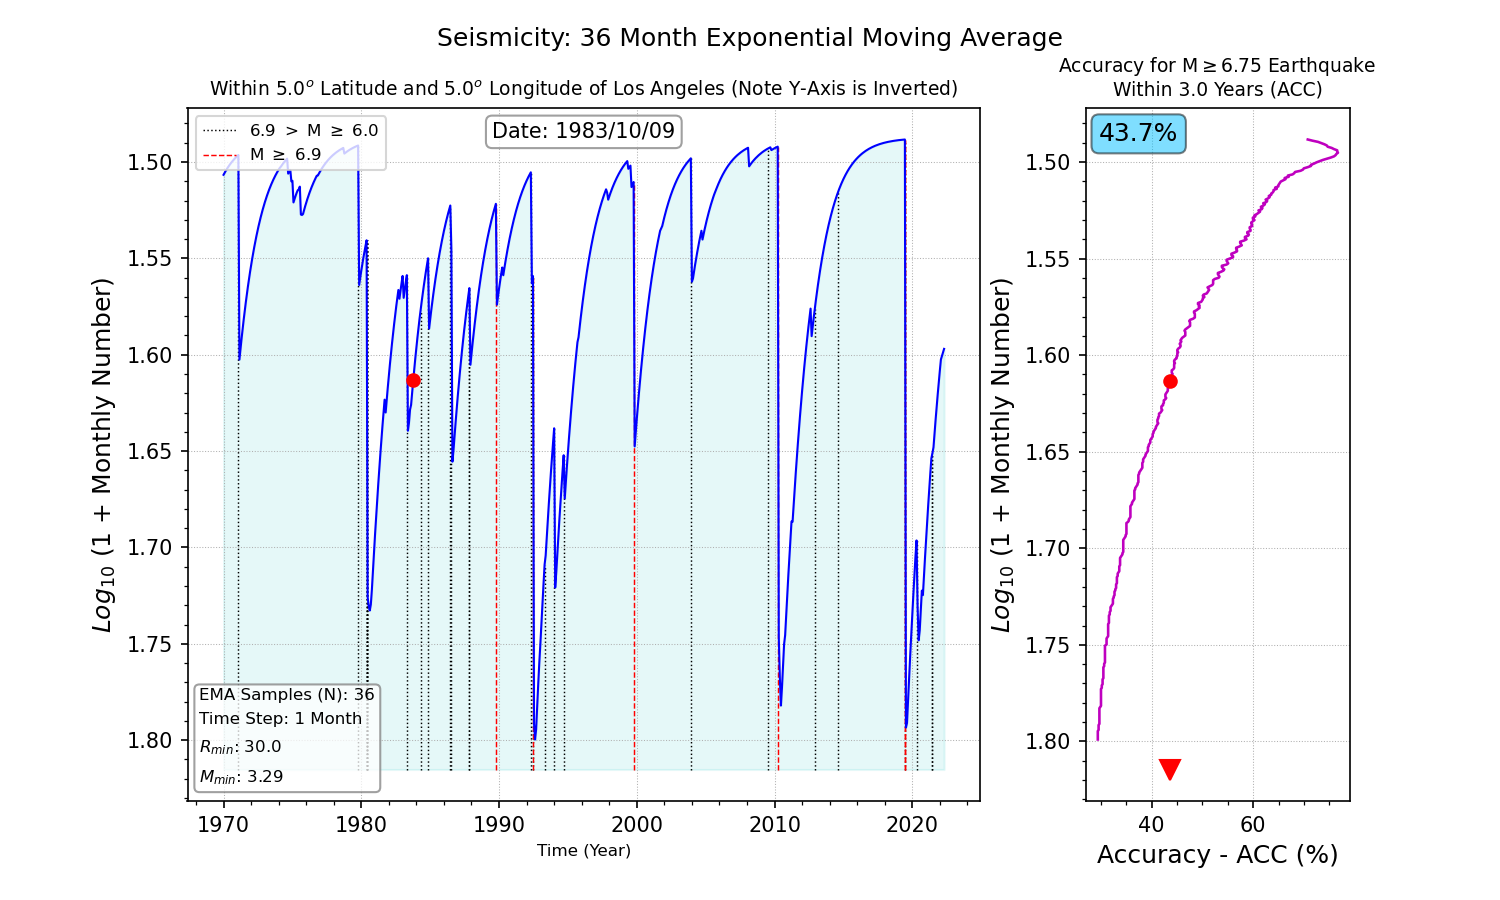 Seismicity: 36 Month Exponential Moving Average
Within 5.0° Latitude and 5.0° Longitude of Los Angeles (Note Y-Axis is Inverted)
6.9 > M ≥ 6.0
M ≥ 6.9
Date: 1983/10/09
Log₁₀ (1 + Monthly Number)
1.50
1.55
1.60
1.65
1.70
1.75
1.80
EMA Samples (N): 36
Time Step: 1 Month
Rmin: 30.0
Mmin: 3.29
1970 1980 1990 2000 2010 2020
Time (Year)
Accuracy for M ≥ 6.75 Earthquake
Within 3.0 Years (ACC)
43.7%
Log₁₀ (1 + Monthly Number)
1.50
1.55
1.60
1.65
1.70
1.75
1.80
40 60
Accuracy - ACC (%)